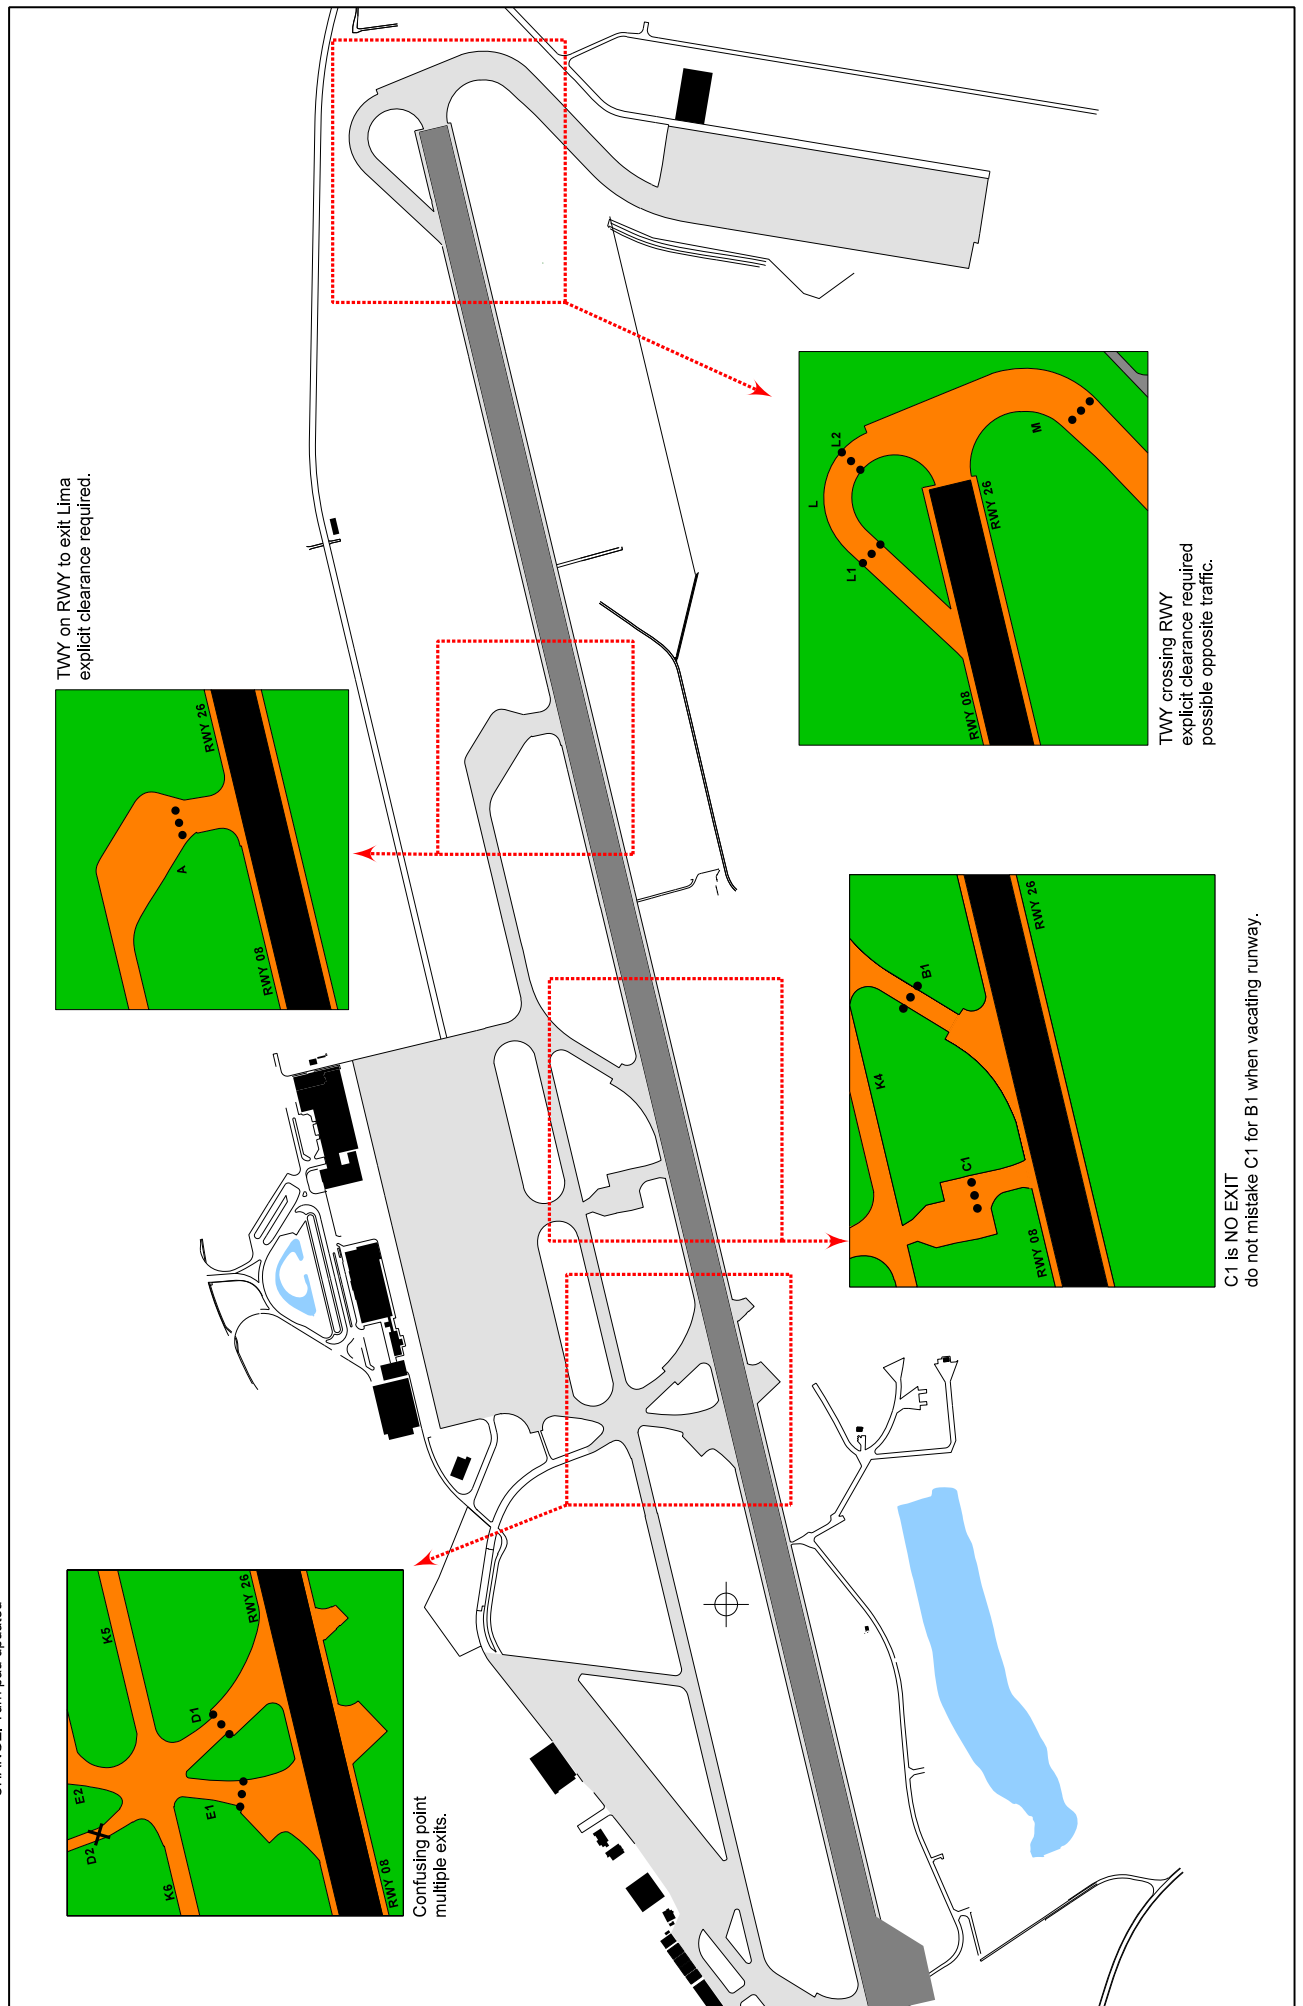 TWY on RWY to exit Lima
explicit clearance required.
RWY 26
A
RWY 08
L2
L
L1
M
RWY 26
RWY 08
TWY crossing RWY
explicit clearance required
possible opposite traffic.
B1
K4
C1
RWY 26
RWY 08
C1 is NO EXIT
do not mistake C1 for B1 when vacating runway.
K5
RWY 26
D1
E2
E1
D2
K6
RWY 08
Confusing point
multiple exits.